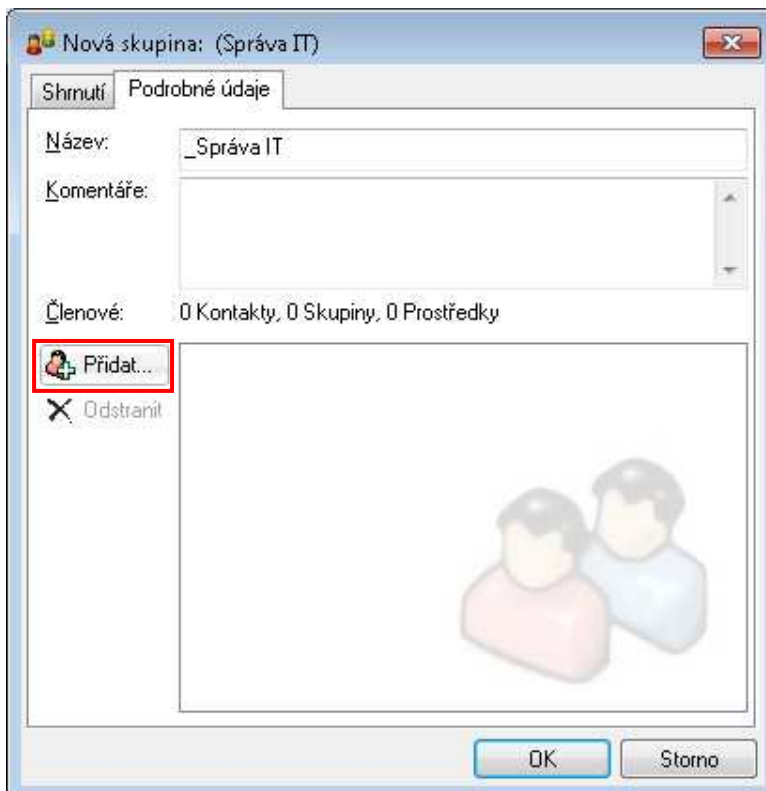 Nová skupina: (Správa IT)
Shrnutí Podrobné údaje
Název: _Správa IT
Komentáře:
Členové: 0 Kontakty, 0 Skupiny, 0 Prostředky
Přidat...
Odstranit
OK Storno